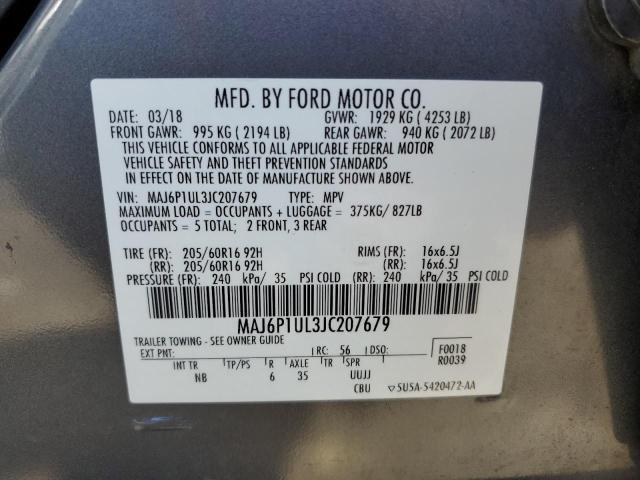 MFD. BY FORD MOTOR CO.
DATE: 03/18 GVWR: 1929 KG ( 4253 LB)
FRONT GAWR: 995 KG ( 2194 LB) REAR GAWR: 940 KG ( 2072 LB)
THIS VEHICLE CONFORMS TO ALL APPLICABLE FEDERAL MOTOR
VEHICLE SAFETY AND THEFT PREVENTION STANDARDS
IN EFFECT ON THE DATE OF MANUFACTURE SHOWN ABOVE.
VIN: MAJ6P1UL3JC207679 TYPE: MPV
MAXIMUM LOAD = OCCUPANTS + LUGGAGE = 375KG/ 827LB
OCCUPANTS = 5 TOTAL; 2 FRONT, 3 REAR
TIRE (FR): 205/60R16 92H RIMS (FR): 16x6.5J
(RR): 205/60R16 92H (RR): 16x6.5J
PRESSURE (FR): 240 kPa/ 35 PSI COLD (RR): 240 kPa/ 35 PSI COLD
MAJ6P1UL3JC207679
TRAILER TOWING - SEE OWNER GUIDE
EXT PNT: RC: 56 DSO: F0018
R0039
INT TR TP/PS R AXLE TR SPR
NB 6 35 UUJJ
CBU ▽5U5A-5420472-AA